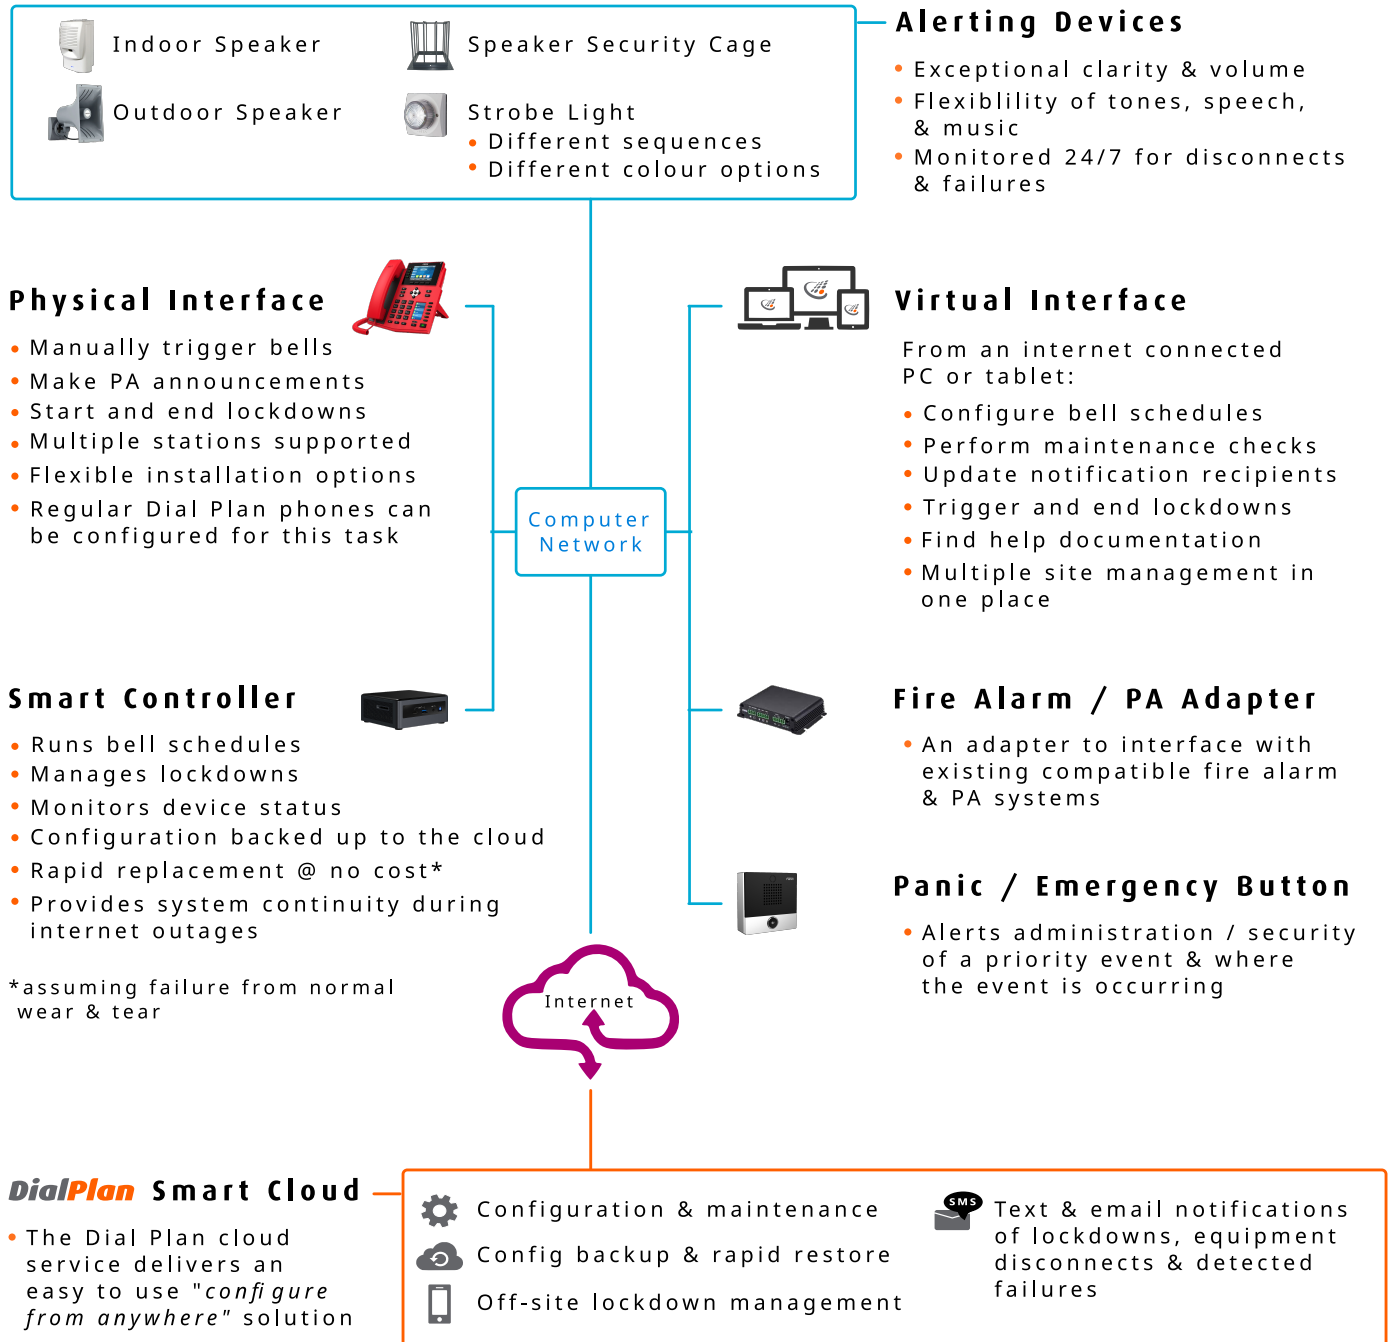 Indoor Speaker
Speaker Security Cage
Outdoor Speaker
Strobe Light
• Different sequences
• Different colour options
Alerting Devices
• Exceptional clarity & volume
• Flexiblility of tones, speech,
& music
• Monitored 24/7 for disconnects
& failures
Physical Interface
• Manually trigger bells
• Make PA announcements
• Start and end lockdowns
• Multiple stations supported
• Flexible installation options
• Regular Dial Plan phones can
be configured for this task
Virtual Interface
From an internet connected
PC or tablet:
• Configure bell schedules
• Perform maintenance checks
• Update notification recipients
• Trigger and end lockdowns
• Find help documentation
• Multiple site management in
one place
Computer
Network
Smart Controller
• Runs bell schedules
• Manages lockdowns
• Monitors device status
• Configuration backed up to the cloud
• Rapid replacement @ no cost*
• Provides system continuity during
internet outages
*assuming failure from normal
wear & tear
Fire Alarm / PA Adapter
• An adapter to interface with
existing compatible fire alarm
& PA systems
Panic / Emergency Button
• Alerts administration / security
of a priority event & where
the event is occurring
Internet
DialPlan Smart Cloud
• The Dial Plan cloud
service delivers an
easy to use "configure
from anywhere" solution
Configuration & maintenance
Config backup & rapid restore
Off-site lockdown management
SMS
Text & email notifications
of lockdowns, equipment
disconnects & detected
failures